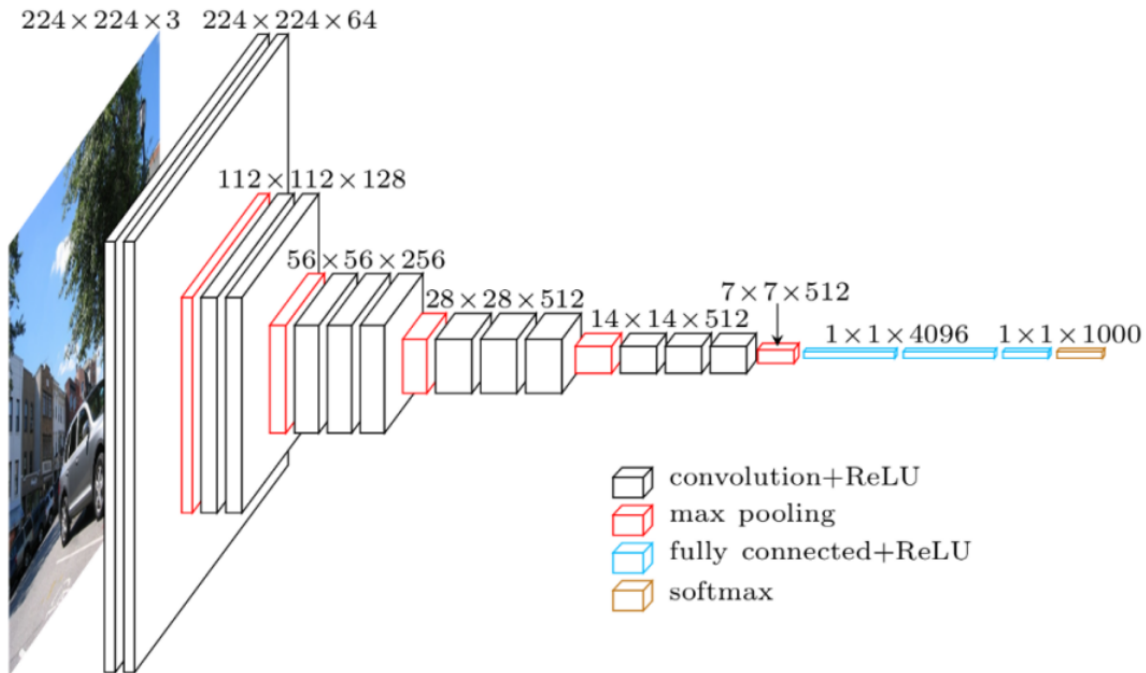 224×224×3
224×224×64
112×112×128
56×56×256
28×28×512
14×14×512
7×7×512
1×1×4096
1×1×1000
convolution+ReLU
max pooling
fully connected+ReLU
softmax